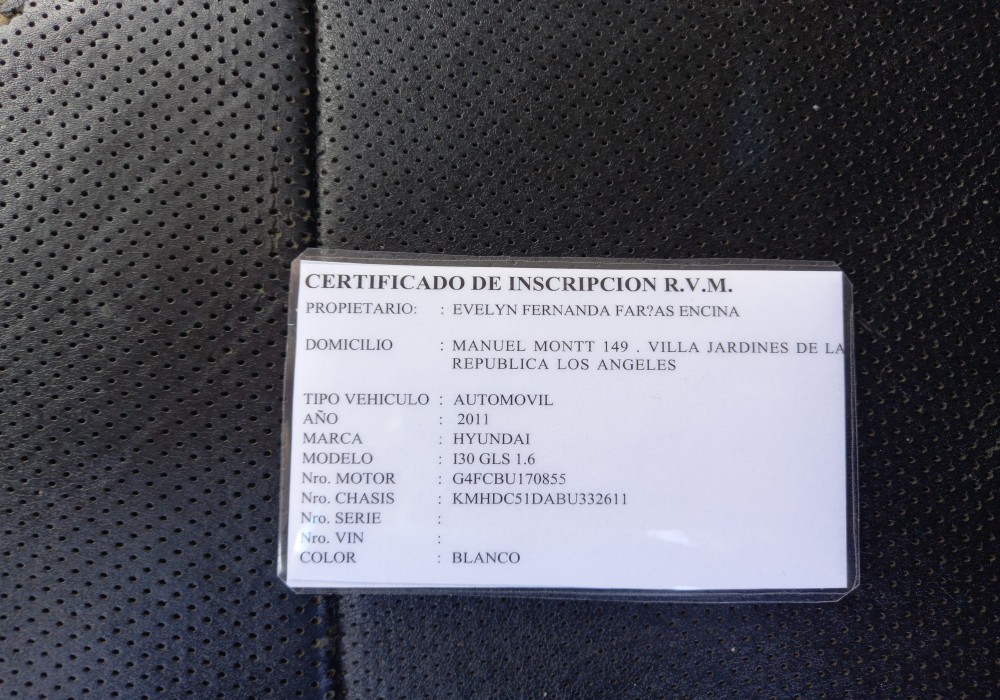 CERTIFICADO DE INSCRIPCION R.V.M.
PROPIETARIO: : EVELYN FERNANDA FAR?AS ENCINA
DOMICILIO : MANUEL MONTT 149 . VILLA JARDINES DE LA
REPUBLICA LOS ANGELES
TIPO VEHICULO : AUTOMOVIL
AÑO : 2011
MARCA : HYUNDAI
MODELO : I30 GLS 1.6
Nro. MOTOR : G4FCBU170855
Nro. CHASIS : KMHDC51DABU332611
Nro. SERIE :
Nro. VIN :
COLOR : BLANCO